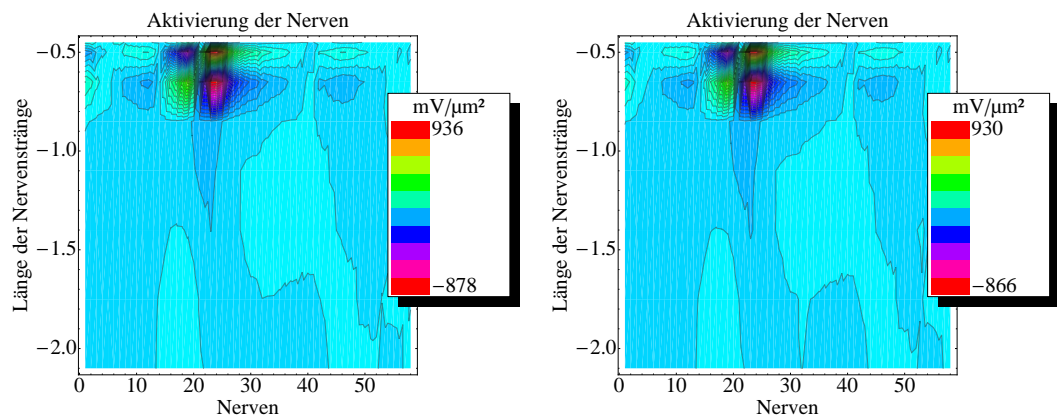 Aktivierung der Nerven
−0.5
−1.0
−1.5
−2.0
Länge der Nervenstränge
0 10 20 30 40 50
Nerven
mV/µm²
936
−878
Aktivierung der Nerven
−0.5
−1.0
−1.5
−2.0
Länge der Nervenstränge
0 10 20 30 40 50
Nerven
mV/µm²
930
−866